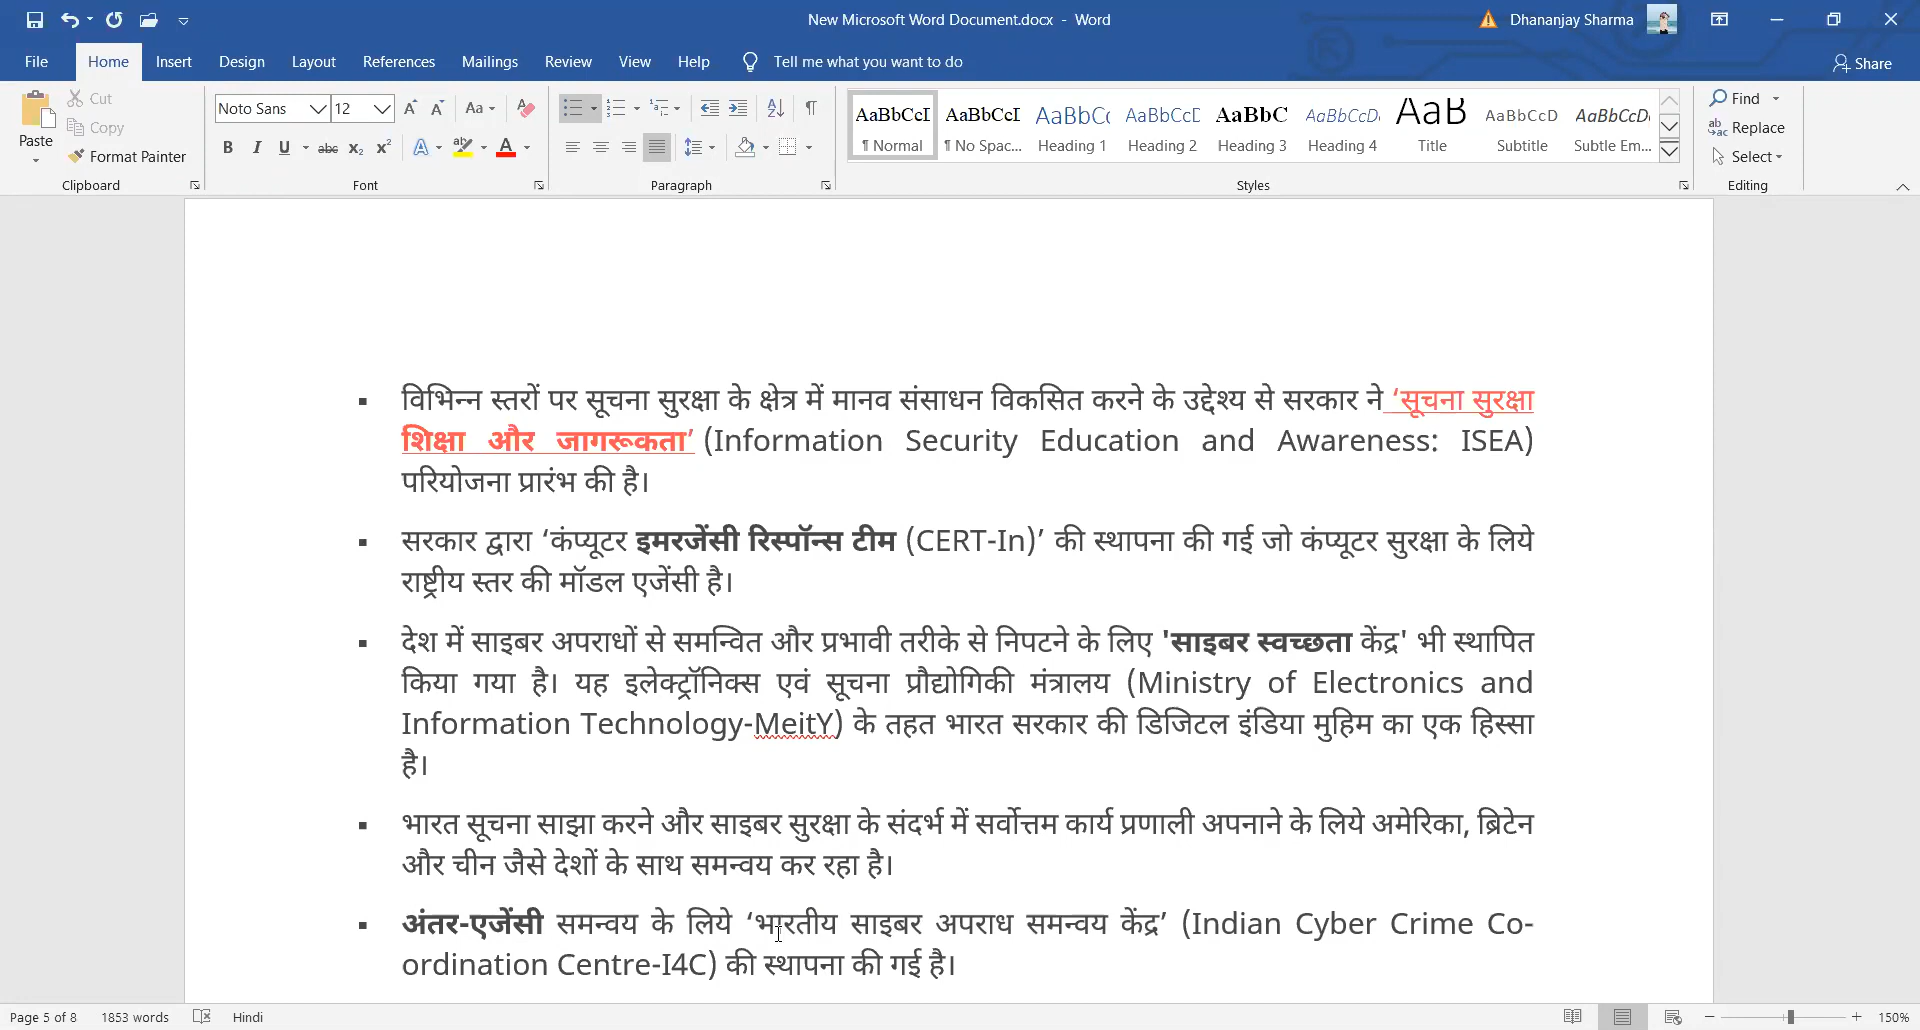 New Microsoft Word Document.docx - Word
Dhananjay Sharma
File Home Insert Design Layout References Mailings Review View Help Tell me what you want to do Share
Paste
Cut
Copy
Format Painter
Clipboard
Noto Sans 12
Font
Paragraph
AaBbCcI AaBbCcI AaBbCc AaBbCcD AaBbC AaBbCcD AaB AaBbCcD AaBbCcD
¶ Normal ¶ No Spac... Heading 1 Heading 2 Heading 3 Heading 4 Title Subtitle Subtle Em...
Styles
Find
Replace
Select
Editing
▪ विभिन्न स्तरों पर सूचना सुरक्षा के क्षेत्र में मानव संसाधन विकसित करने के उद्देश्य से सरकार ने ‘सूचना सुरक्षा
शिक्षा और जागरूकता’ (Information Security Education and Awareness: ISEA)
परियोजना प्रारंभ की है।
▪ सरकार द्वारा ‘कंप्यूटर इमरजेंसी रिस्पॉन्स टीम (CERT-In)’ की स्थापना की गई जो कंप्यूटर सुरक्षा के लिये
राष्ट्रीय स्तर की मॉडल एजेंसी है।
▪ देश में साइबर अपराधों से समन्वित और प्रभावी तरीके से निपटने के लिए 'साइबर स्वच्छता केंद्र' भी स्थापित
किया गया है। यह इलेक्ट्रॉनिक्स एवं सूचना प्रौद्योगिकी मंत्रालय (Ministry of Electronics and
Information Technology-MeitY) के तहत भारत सरकार की डिजिटल इंडिया मुहिम का एक हिस्सा
है।
▪ भारत सूचना साझा करने और साइबर सुरक्षा के संदर्भ में सर्वोत्तम कार्य प्रणाली अपनाने के लिये अमेरिका, ब्रिटेन
और चीन जैसे देशों के साथ समन्वय कर रहा है।
▪ अंतर-एजेंसी समन्वय के लिये ‘भारतीय साइबर अपराध समन्वय केंद्र’ (Indian Cyber Crime Co-
ordination Centre-I4C) की स्थापना की गई है।
Page 5 of 8 1853 words Hindi 150%